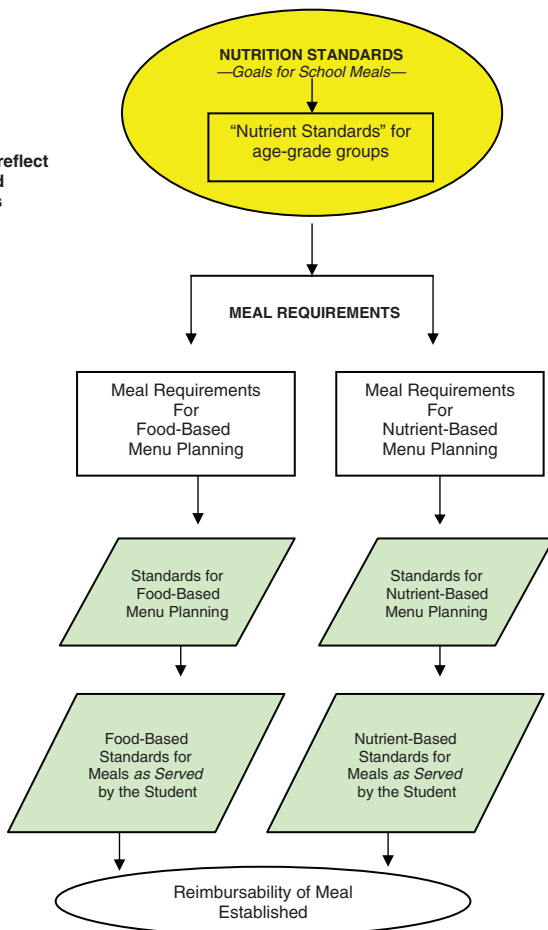 NUTRITION STANDARDS
—Goals for School Meals—
“Nutrient Standards” for
age-grade groups
reflect
d
s
MEAL REQUIREMENTS
Meal Requirements
For
Food-Based
Menu Planning
Meal Requirements
For
Nutrient-Based
Menu Planning
Standards for
Food-Based
Menu Planning
Standards for
Nutrient-Based
Menu Planning
Food-Based
Standards for
Meals as Served
by the Student
Nutrient-Based
Standards for
Meals as Served
by the Student
Reimbursability of Meal
Established